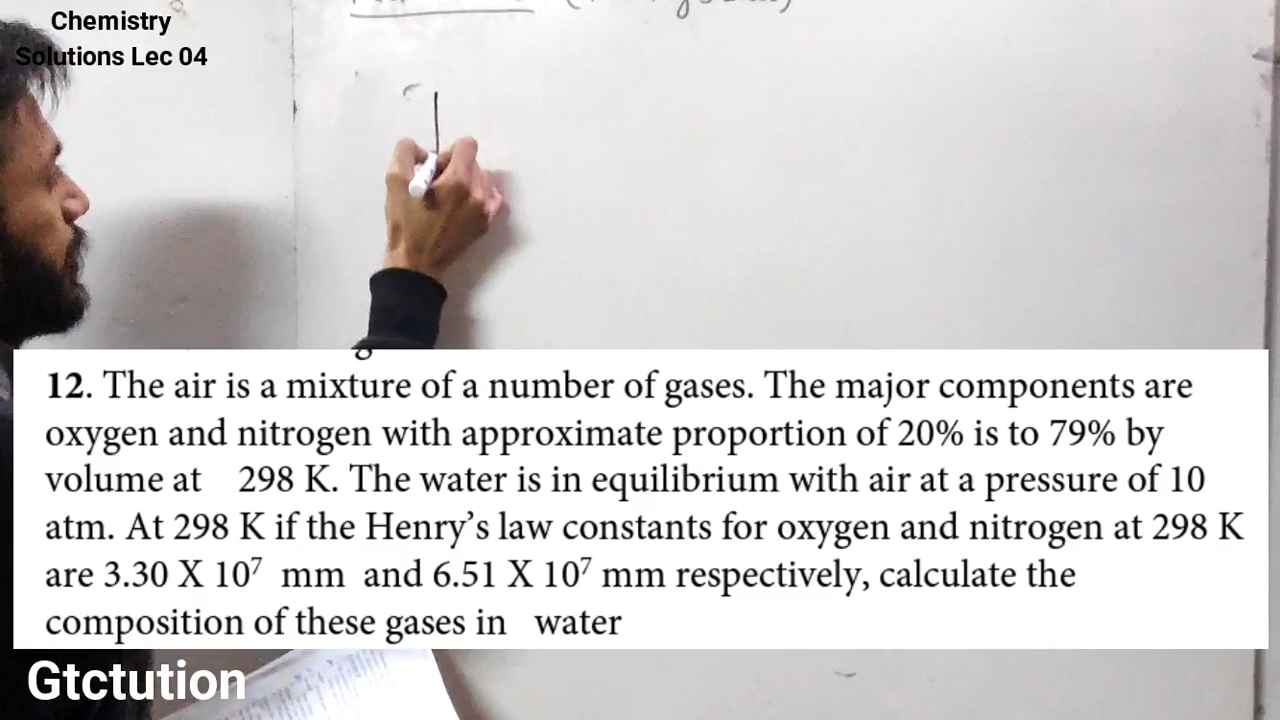 Chemistry
Solutions Lec 04
12. The air is a mixture of a number of gases. The major components are
oxygen and nitrogen with approximate proportion of 20% is to 79% by
volume at 298 K. The water is in equilibrium with air at a pressure of 10
atm. At 298 K if the Henry’s law constants for oxygen and nitrogen at 298 K
are 3.30 X 10⁷ mm and 6.51 X 10⁷ mm respectively, calculate the
composition of these gases in water
Gtctution